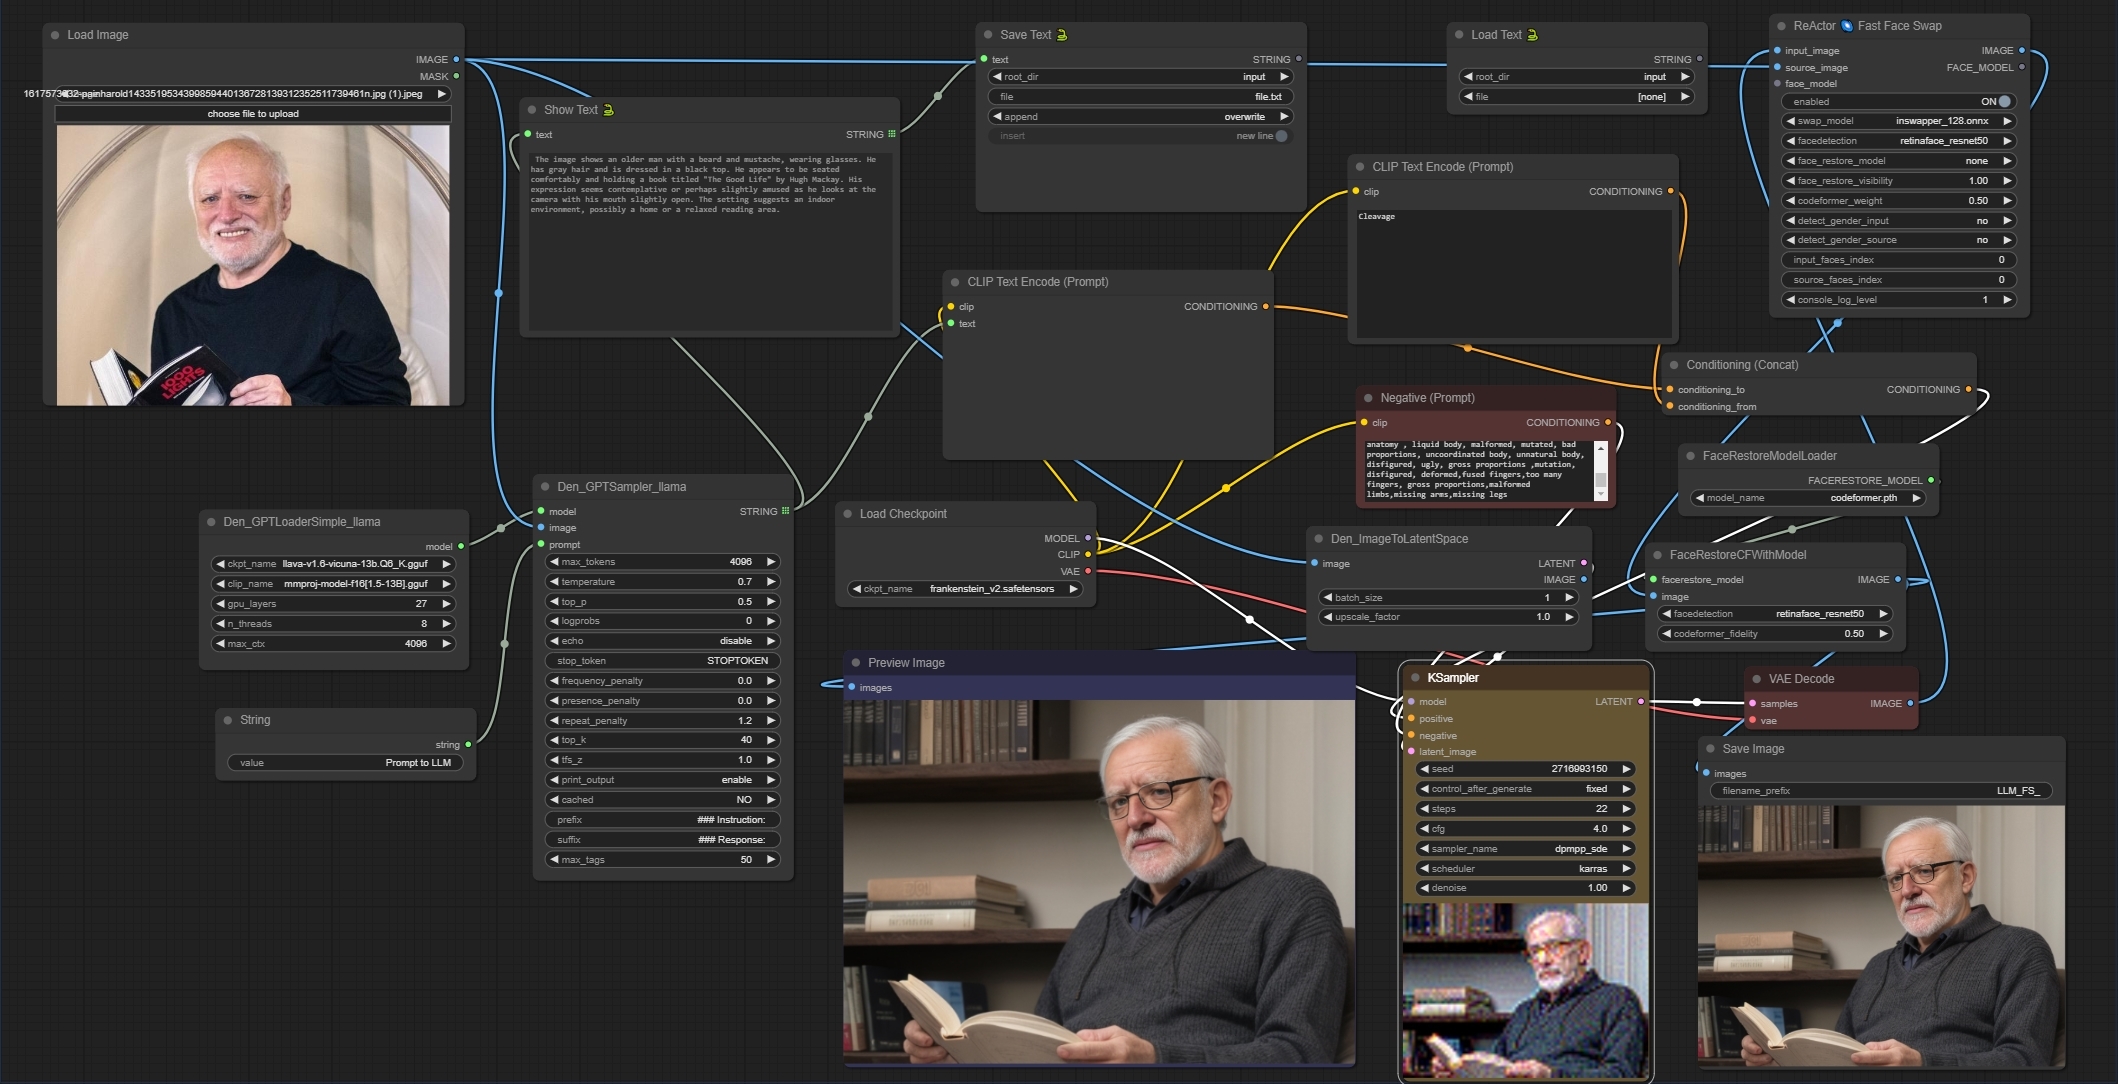 Load Image
IMAGE
MASK
choose file to upload
1000
LIGHTS
Show Text
text
STRING
The image shows an older man with a beard and mustache, wearing glasses. He
has gray hair and is dressed in a black top. He appears to be seated
comfortably and holding a book titled "The Good Life" by Hugh Mackay. His
expression seems contemplative or perhaps slightly amused as he looks at the
camera with his mouth slightly open. The setting suggests an indoor
environment, possibly a home or a relaxed reading area.
Save Text
text
STRING
root_dir input
file file.txt
append overwrite
insert new line
Load Text
STRING
root_dir input
file [none]
ReActor Fast Face Swap
input_image IMAGE
source_image FACE_MODEL
face_model
enabled ON
swap_model inswapper_128.onnx
facedetection retinaface_resnet50
face_restore_model none
face_restore_visibility 1.00
codeformer_weight 0.50
detect_gender_input no
detect_gender_source no
input_faces_index 0
source_faces_index 0
console_log_level 1
CLIP Text Encode (Prompt)
clip CONDITIONING
Cleavage
CLIP Text Encode (Prompt)
clip CONDITIONING
text
Conditioning (Concat)
conditioning_to CONDITIONING
conditioning_from
Negative (Prompt)
clip CONDITIONING
anatomy , liquid body, malformed, mutated, bad
proportions, uncoordinated body, unnatural body,
disfigured, ugly, gross proportions ,mutation,
disfigured, deformed,fused fingers,too many
fingers, gross proportions,malformed
limbs,missing arms,missing legs
FaceRestoreModelLoader
FACERESTORE_MODEL
model_name codeformer.pth
Den_GPTLoaderSimple_llama
model
ckpt_name llava-v1.6-vicuna-13b.Q6_K.gguf
clip_name mmproj-model-f16[1.5-13B].gguf
gpu_layers 27
n_threads 8
max_ctx 4096
String
string
value Prompt to LLM
Den_GPTSampler_llama
model STRING
image
prompt
max_tokens 4096
temperature 0.7
top_p 0.5
logprobs 0
echo disable
stop_token STOPTOKEN
frequency_penalty 0.0
presence_penalty 0.0
repeat_penalty 1.2
top_k 40
tfs_z 1.0
print_output enable
cached NO
prefix ### Instruction:
suffix ### Response:
max_tags 50
Load Checkpoint
MODEL
CLIP
VAE
ckpt_name frankenstein_v2.safetensors
Den_ImageToLatentSpace
image LATENT
IMAGE
batch_size 1
upscale_factor 1.0
FaceRestoreCFWithModel
facerestore_model IMAGE
image
facedetection retinaface_resnet50
codeformer_fidelity 0.50
Preview Image
images
KSampler
model LATENT
positive
negative
latent_image
seed 2716993150
control_after_generate fixed
steps 22
cfg 4.0
sampler_name dpmpp_sde
scheduler karras
denoise 1.00
VAE Decode
samples IMAGE
vae
Save Image
images
filename_prefix LLM_FS_